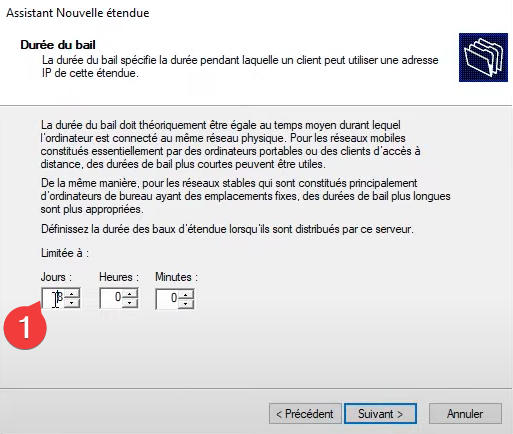 Assistant Nouvelle étendue
Durée du bail
La durée du bail spécifie la durée pendant laquelle un client peut utiliser une adresse
IP de cette étendue.
La durée du bail doit théoriquement être égale au temps moyen durant lequel
l'ordinateur est connecté au même réseau physique. Pour les réseaux mobiles
constitués essentiellement par des ordinateurs portables ou des clients d'accès à
distance, des durées de bail plus courtes peuvent être utiles.
De la même manière, pour les réseaux stables qui sont constitués principalement
d'ordinateurs de bureau ayant des emplacements fixes, des durées de bail plus longues
sont plus appropriées.
Définissez la durée des baux d'étendue lorsqu'ils sont distribués par ce serveur.
Limitée à :
Jours : Heures : Minutes :
8 0 0
1
< Précédent Suivant > Annuler